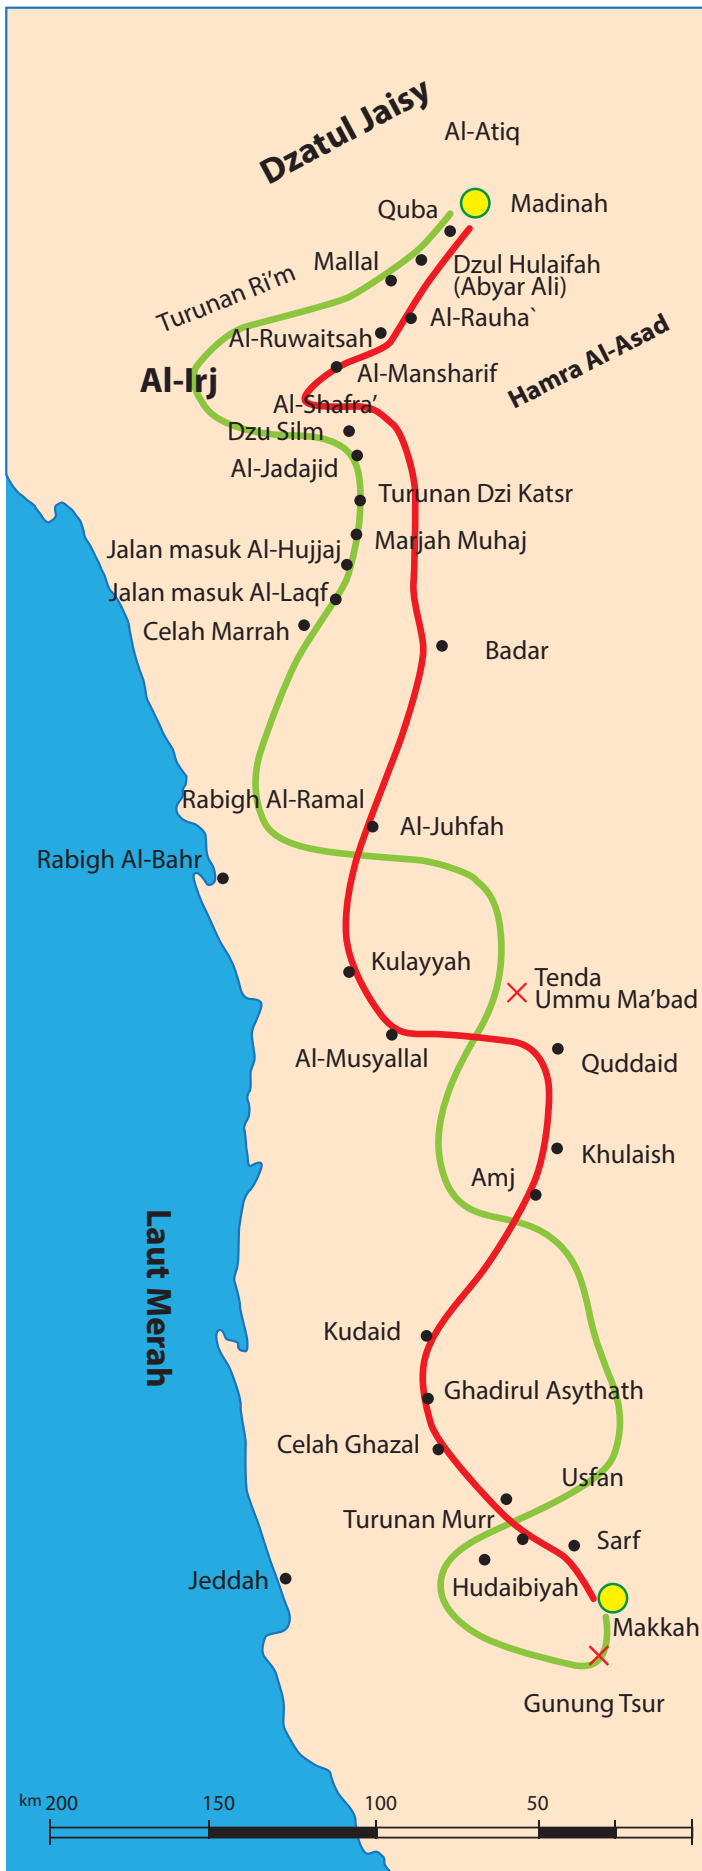 Dzatul Jaisy
Al-Atiq
Quba
Madinah
Mallal
Dzul Hulaifah
(Abyar Ali)
Turunan Ri'm
Al-Rauha`
Al-Ruwaitsah
Hamra Al-Asad
Al-Irj
Al-Mansharif
Al-Shafra’
Dzu Silm
Al-Jadajid
Turunan Dzi Katsr
Marjah Muhaj
Jalan masuk Al-Hujjaj
Jalan masuk Al-Laqf
Celah Marrah
Badar
Rabigh Al-Ramal
Al-Juhfah
Rabigh Al-Bahr
Kulayyah
Tenda
Ummu Ma’bad
Al-Musyallal
Quddaid
Khulaish
Amj
Laut Merah
Kudaid
Ghadirul Asythath
Celah Ghazal
Usfan
Turunan Murr
Sarf
Jeddah
Hudaibiyah
Makkah
Gunung Tsur
km 200 150 100 50